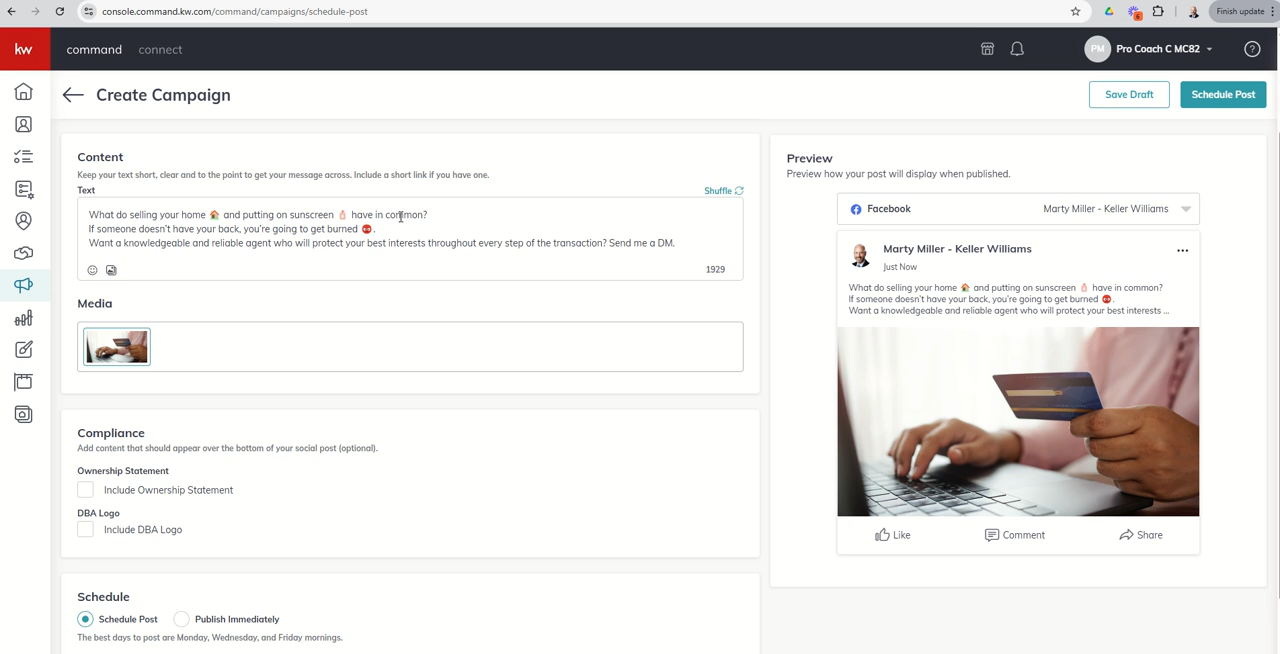 console.command.kw.com/command/campaigns/schedule-post
6
Finish update
kw
command
connect
PM
Pro Coach C MC82
Create Campaign
Save Draft
Schedule Post
Content
Keep your text short, clear and to the point to get your message across. Include a short link if you have one.
Text
Shuffle
What do selling your home 🏠 and putting on sunscreen 🧴 have in common?
If someone doesn't have your back, you're going to get burned.
Want a knowledgeable and reliable agent who will protect your best interests throughout every step of the transaction? Send me a DM.
1929
Media
Compliance
Add content that should appear over the bottom of your social post (optional).
Ownership Statement
Include Ownership Statement
DBA Logo
Include DBA Logo
Schedule
Schedule Post
Publish Immediately
The best days to post are Monday, Wednesday, and Friday mornings.
Preview
Preview how your post will display when published.
Facebook
Marty Miller - Keller Williams
Marty Miller - Keller Williams
Just Now
What do selling your home 🏠 and putting on sunscreen 🧴 have in common?
If someone doesn't have your back, you're going to get burned.
Want a knowledgeable and reliable agent who will protect your best interests ...
Like
Comment
Share